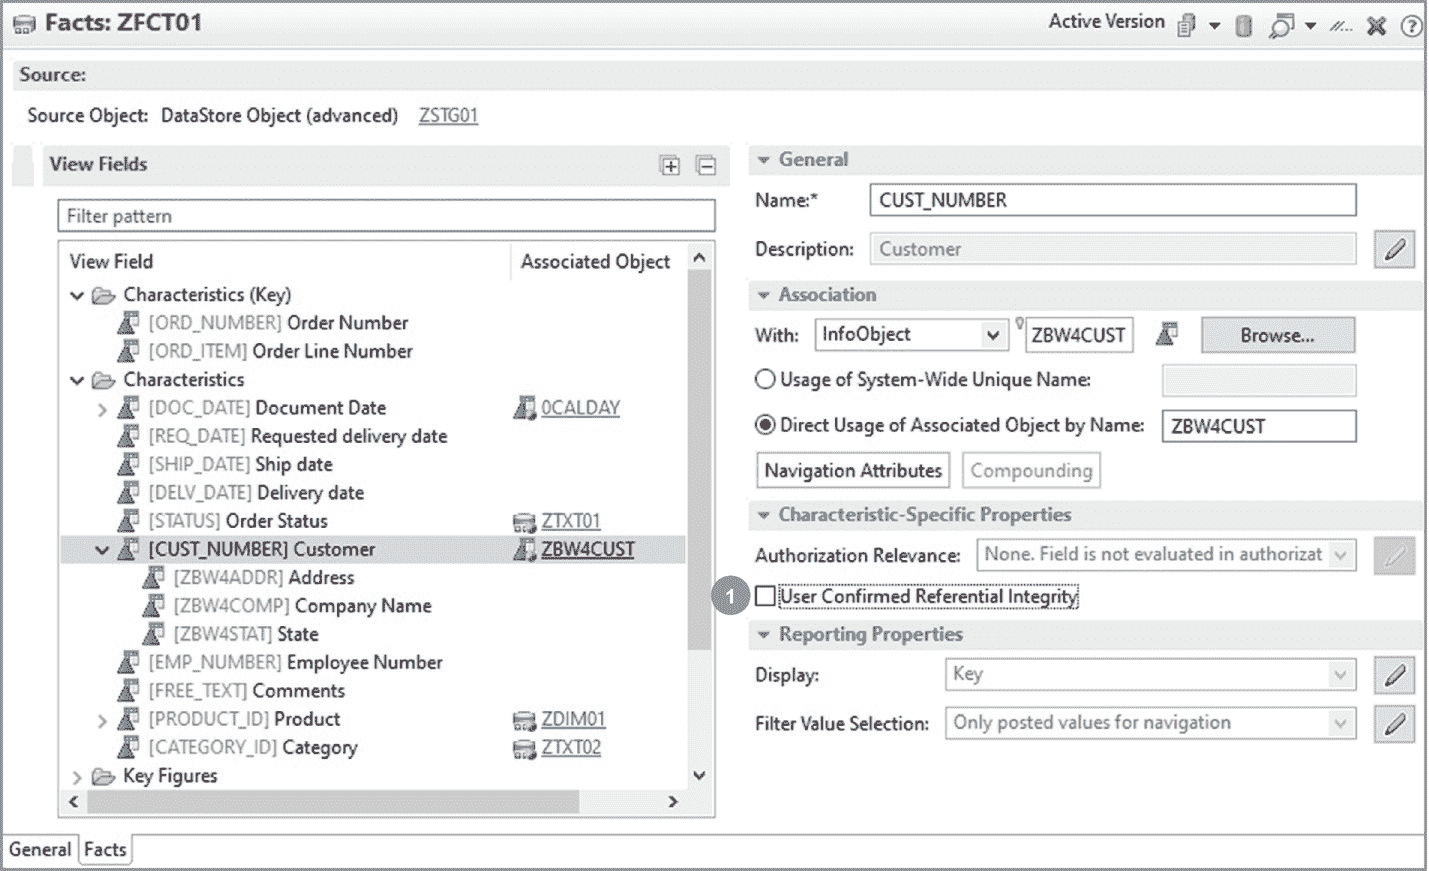 Facts: ZFCT01
Active Version
Source:
Source Object: DataStore Object (advanced) ZSTG01
View Fields
Filter pattern
View Field Associated Object
Characteristics (Key)
[ORD_NUMBER] Order Number
[ORD_ITEM] Order Line Number
Characteristics
[DOC_DATE] Document Date 0CALDAY
[REQ_DATE] Requested delivery date
[SHIP_DATE] Ship date
[DELV_DATE] Delivery date
[STATUS] Order Status ZTXT01
[CUST_NUMBER] Customer ZBW4CUST
[ZBW4ADDR] Address
[ZBW4COMP] Company Name
[ZBW4STAT] State
[EMP_NUMBER] Employee Number
[FREE_TEXT] Comments
[PRODUCT_ID] Product ZDIM01
[CATEGORY_ID] Category ZTXT02
Key Figures
General
Name:* CUST_NUMBER
Description: Customer
Association
With: InfoObject ZBW4CUST Browse...
Usage of System-Wide Unique Name:
Direct Usage of Associated Object by Name: ZBW4CUST
Navigation Attributes Compounding
Characteristic-Specific Properties
Authorization Relevance: None. Field is not evaluated in authorizat
1 User Confirmed Referential Integrity
Reporting Properties
Display: Key
Filter Value Selection: Only posted values for navigation
General Facts